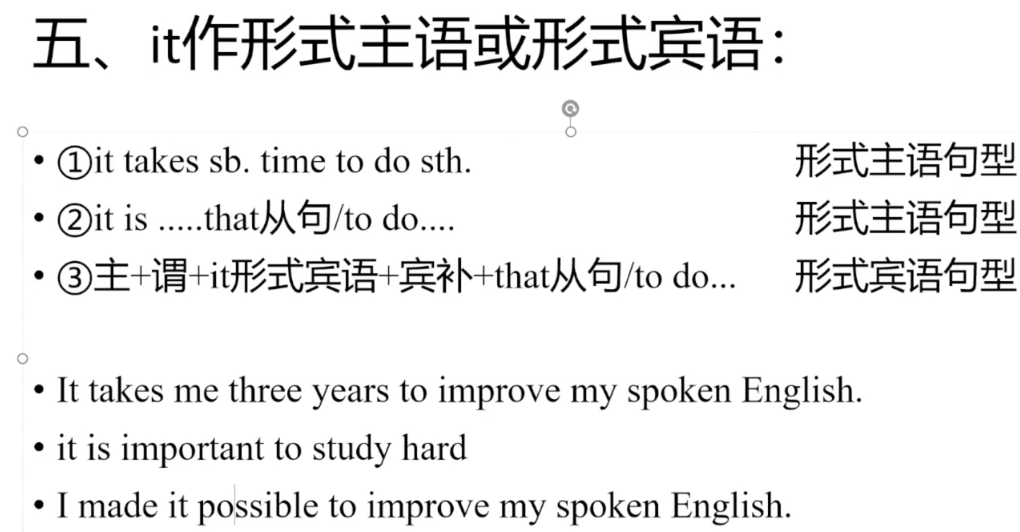 五、it作形式主语或形式宾语：
• ①it takes sb. time to do sth. 形式主语句型
• ②it is .....that从句/to do.... 形式主语句型
• ③主+谓+it形式宾语+宾补+that从句/to do... 形式宾语句型
• It takes me three years to improve my spoken English.
• it is important to study hard
• I made it possible to improve my spoken English.